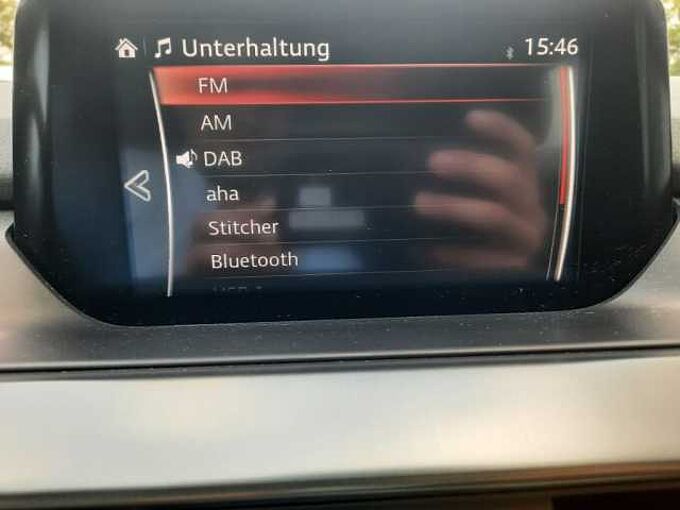 Unterhaltung 15:46
FM
AM
DAB
aha
Stitcher
Bluetooth